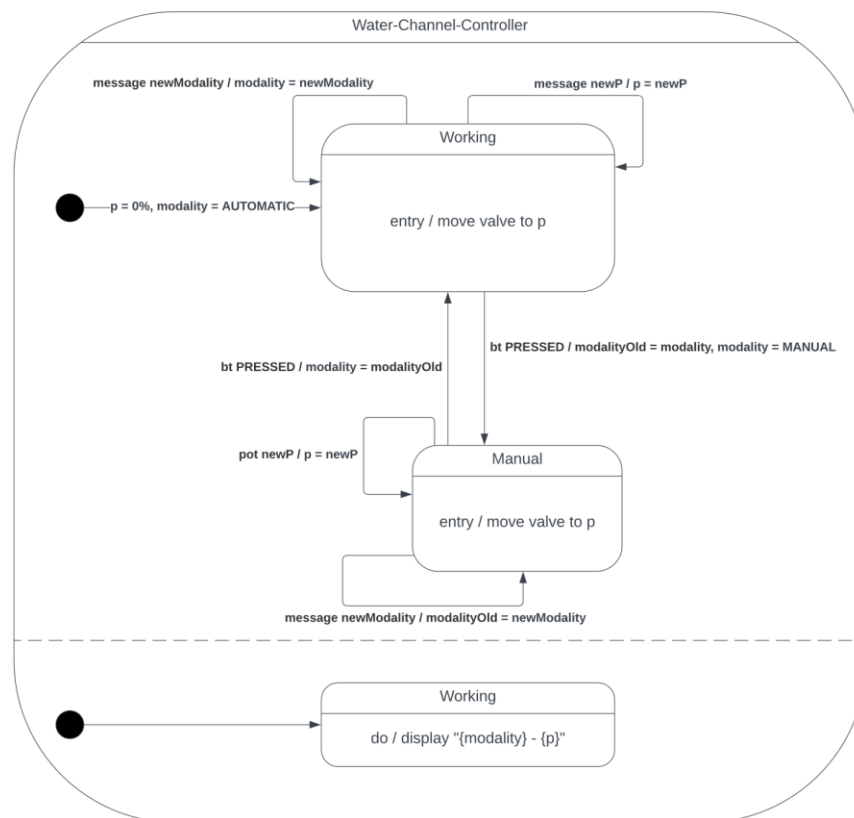 Water-Channel-Controller
message newModality / modality = newModality
message newP / p = newP
Working
p = 0%, modality = AUTOMATIC
entry / move valve to p
bt PRESSED / modalityOld = modality, modality = MANUAL
bt PRESSED / modality = modalityOld
pot newP / p = newP
Manual
entry / move valve to p
message newModality / modalityOld = newModality
Working
do / display "{modality} - {p}"